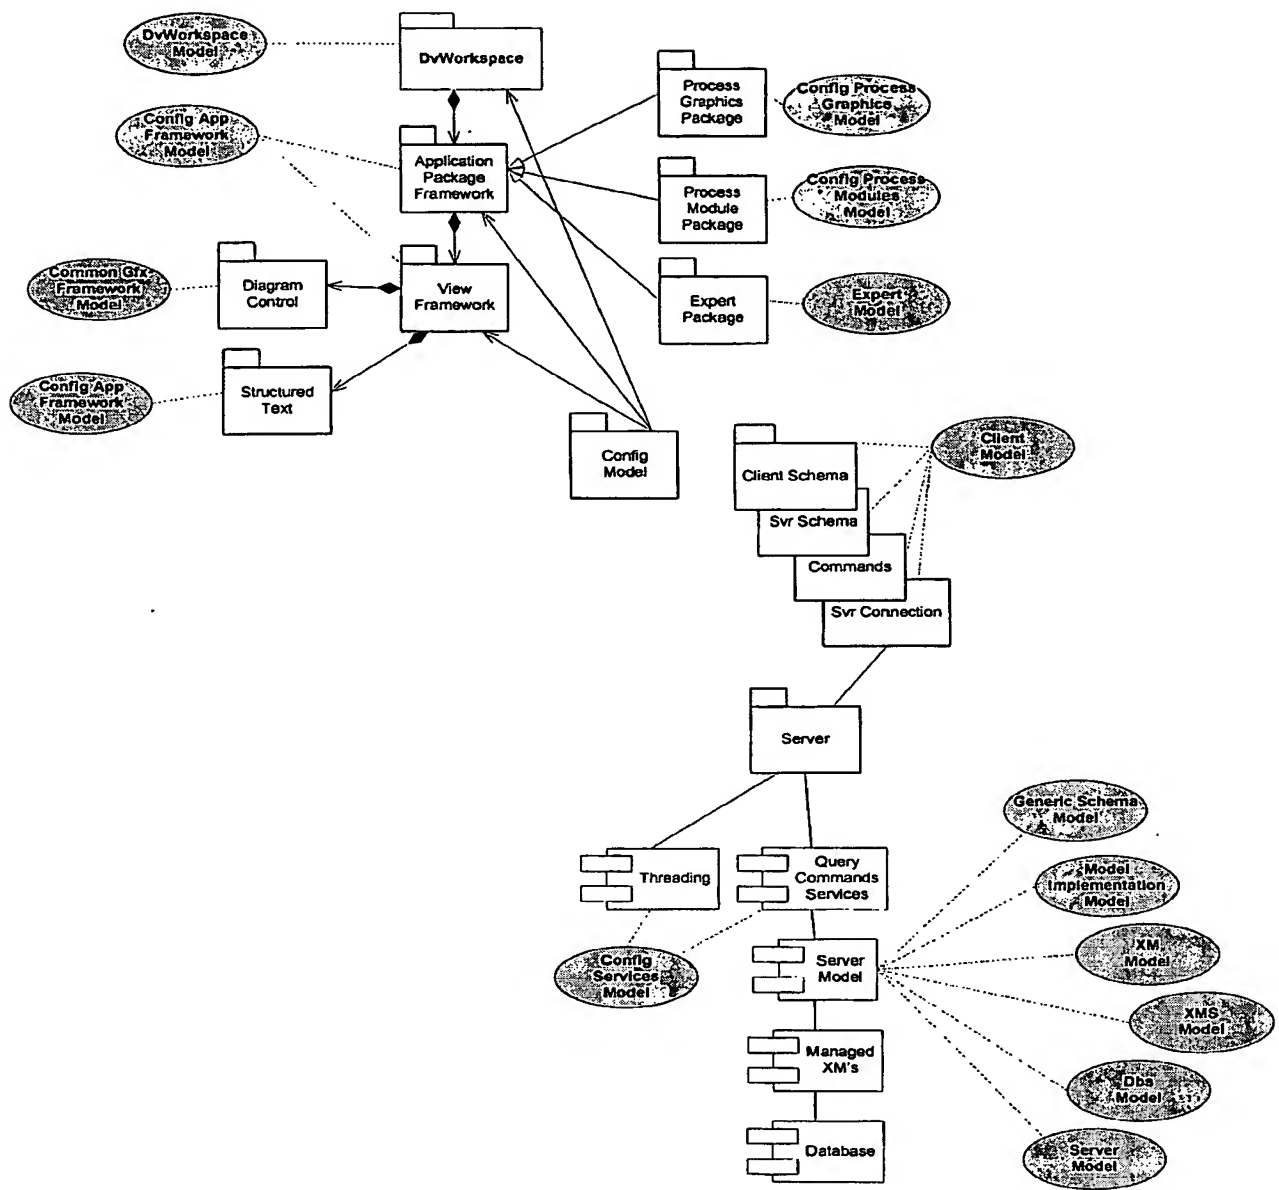 DvWorkspace
Model
DvWorkspace
Process
Graphics
Package
Config Process
Graphics
Model
Config App
Framework
Model
Application
Package
Framework
Process
Module
Package
Config Process
Modules
Model
Common Gfx
Framework
Model
Diagram
Control
View
Framework
Expert
Package
Expert
Model
Config App
Framework
Model
Structured
Text
Config
Model
Client Schema
Client
Model
Svr Schema
Commands
Svr Connection
Server
Generic Schema
Model
Threading
Query
Commands
Services
Model
Implementation
Model
Config
Services
Model
Server
Model
XM
Model
XMS
Model
Managed
XM's
Dbs
Model
Database
Server
Model